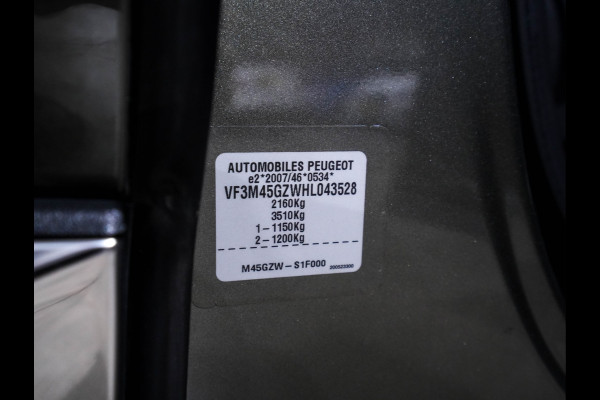 AUTOMOBILES PEUGEOT
e2*2007/46*0534*
VF3M45GZWHL043528
2160Kg
3510Kg
1-1150Kg
2-1200Kg
M45GZW-S1F000